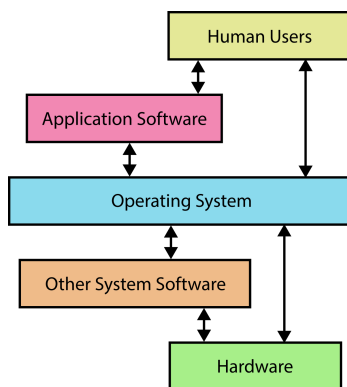 Human Users
Application Software
Operating System
Other System Software
Hardware